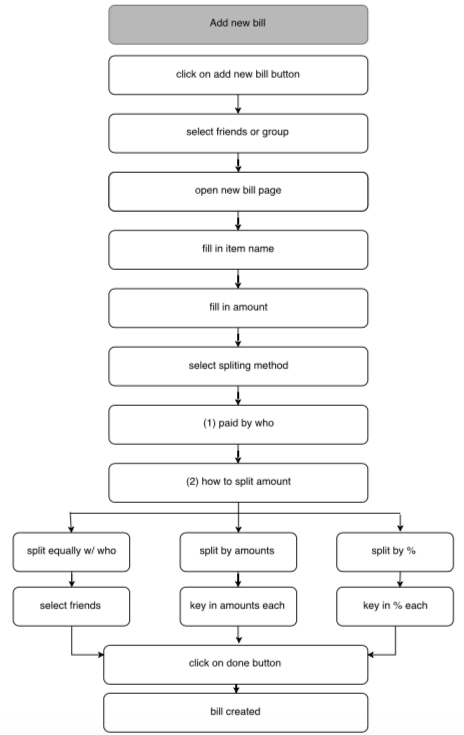 Add new bill
click on add new bill button
select friends or group
open new bill page
fill in item name
fill in amount
select spliting method
(1) paid by who
(2) how to split amount
split equally w/ who
split by amounts
split by %
select friends
key in amounts each
key in % each
click on done button
bill created